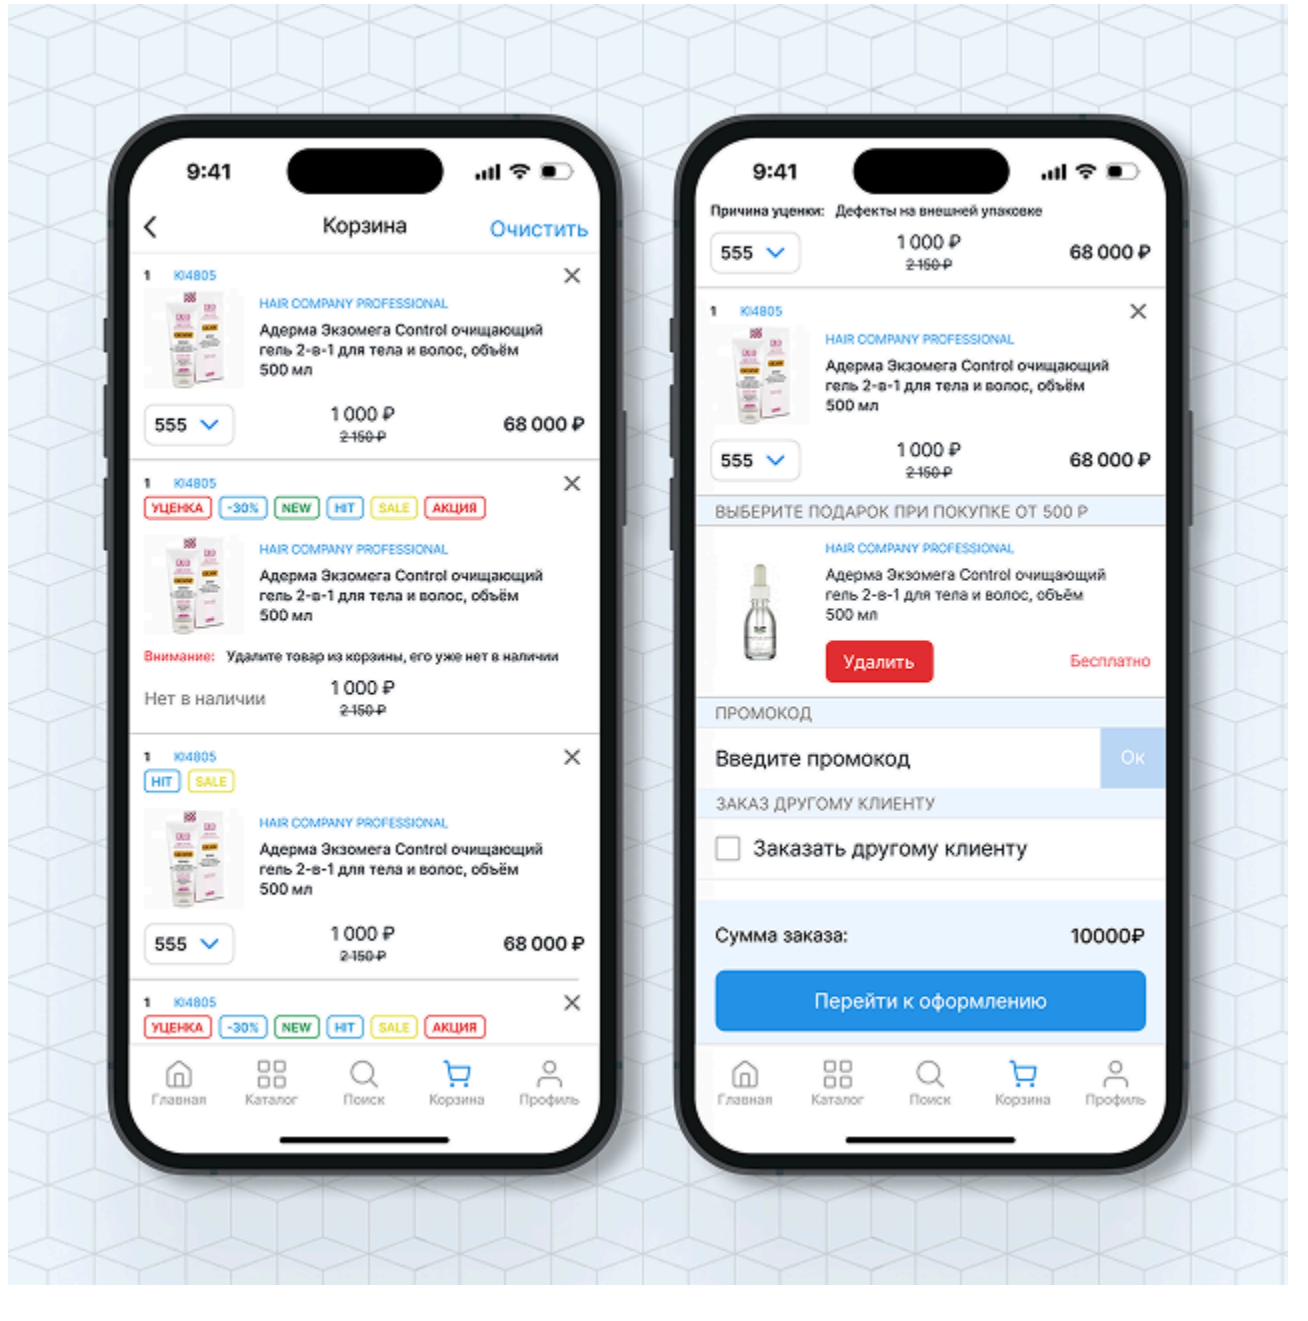 9:41
Корзина
Очистить
1 KI4805
HAIR COMPANY PROFESSIONAL
Адерма Экзомега Control очищающий
гель 2-в-1 для тела и волос, объём
500 мл
555
1 000 ₽
2 150 ₽
68 000 ₽
1 KI4805
УЦЕНКА -30% NEW HIT SALE АКЦИЯ
HAIR COMPANY PROFESSIONAL
Адерма Экзомега Control очищающий
гель 2-в-1 для тела и волос, объём
500 мл
Внимание: Удалите товар из корзины, его уже нет в наличии
Нет в наличии
1 000 ₽
2 150 ₽
1 KI4805
HIT SALE
HAIR COMPANY PROFESSIONAL
Адерма Экзомега Control очищающий
гель 2-в-1 для тела и волос, объём
500 мл
555
1 000 ₽
2 150 ₽
68 000 ₽
1 KI4805
УЦЕНКА -30% NEW HIT SALE АКЦИЯ
Главная Каталог Поиск Корзина Профиль
9:41
Причина уценки: Дефекты на внешней упаковке
555
1 000 ₽
2 150 ₽
68 000 ₽
1 KI4805
HAIR COMPANY PROFESSIONAL
Адерма Экзомега Control очищающий
гель 2-в-1 для тела и волос, объём
500 мл
555
1 000 ₽
2 150 ₽
68 000 ₽
ВЫБЕРИТЕ ПОДАРОК ПРИ ПОКУПКЕ ОТ 500 Р
HAIR COMPANY PROFESSIONAL
Адерма Экзомега Control очищающий
гель 2-в-1 для тела и волос, объём
500 мл
Удалить
Бесплатно
ПРОМОКОД
Введите промокод
Ок
ЗАКАЗ ДРУГОМУ КЛИЕНТУ
Заказать другому клиенту
Сумма заказа: 10000₽
Перейти к оформлению
Главная Каталог Поиск Корзина Профиль